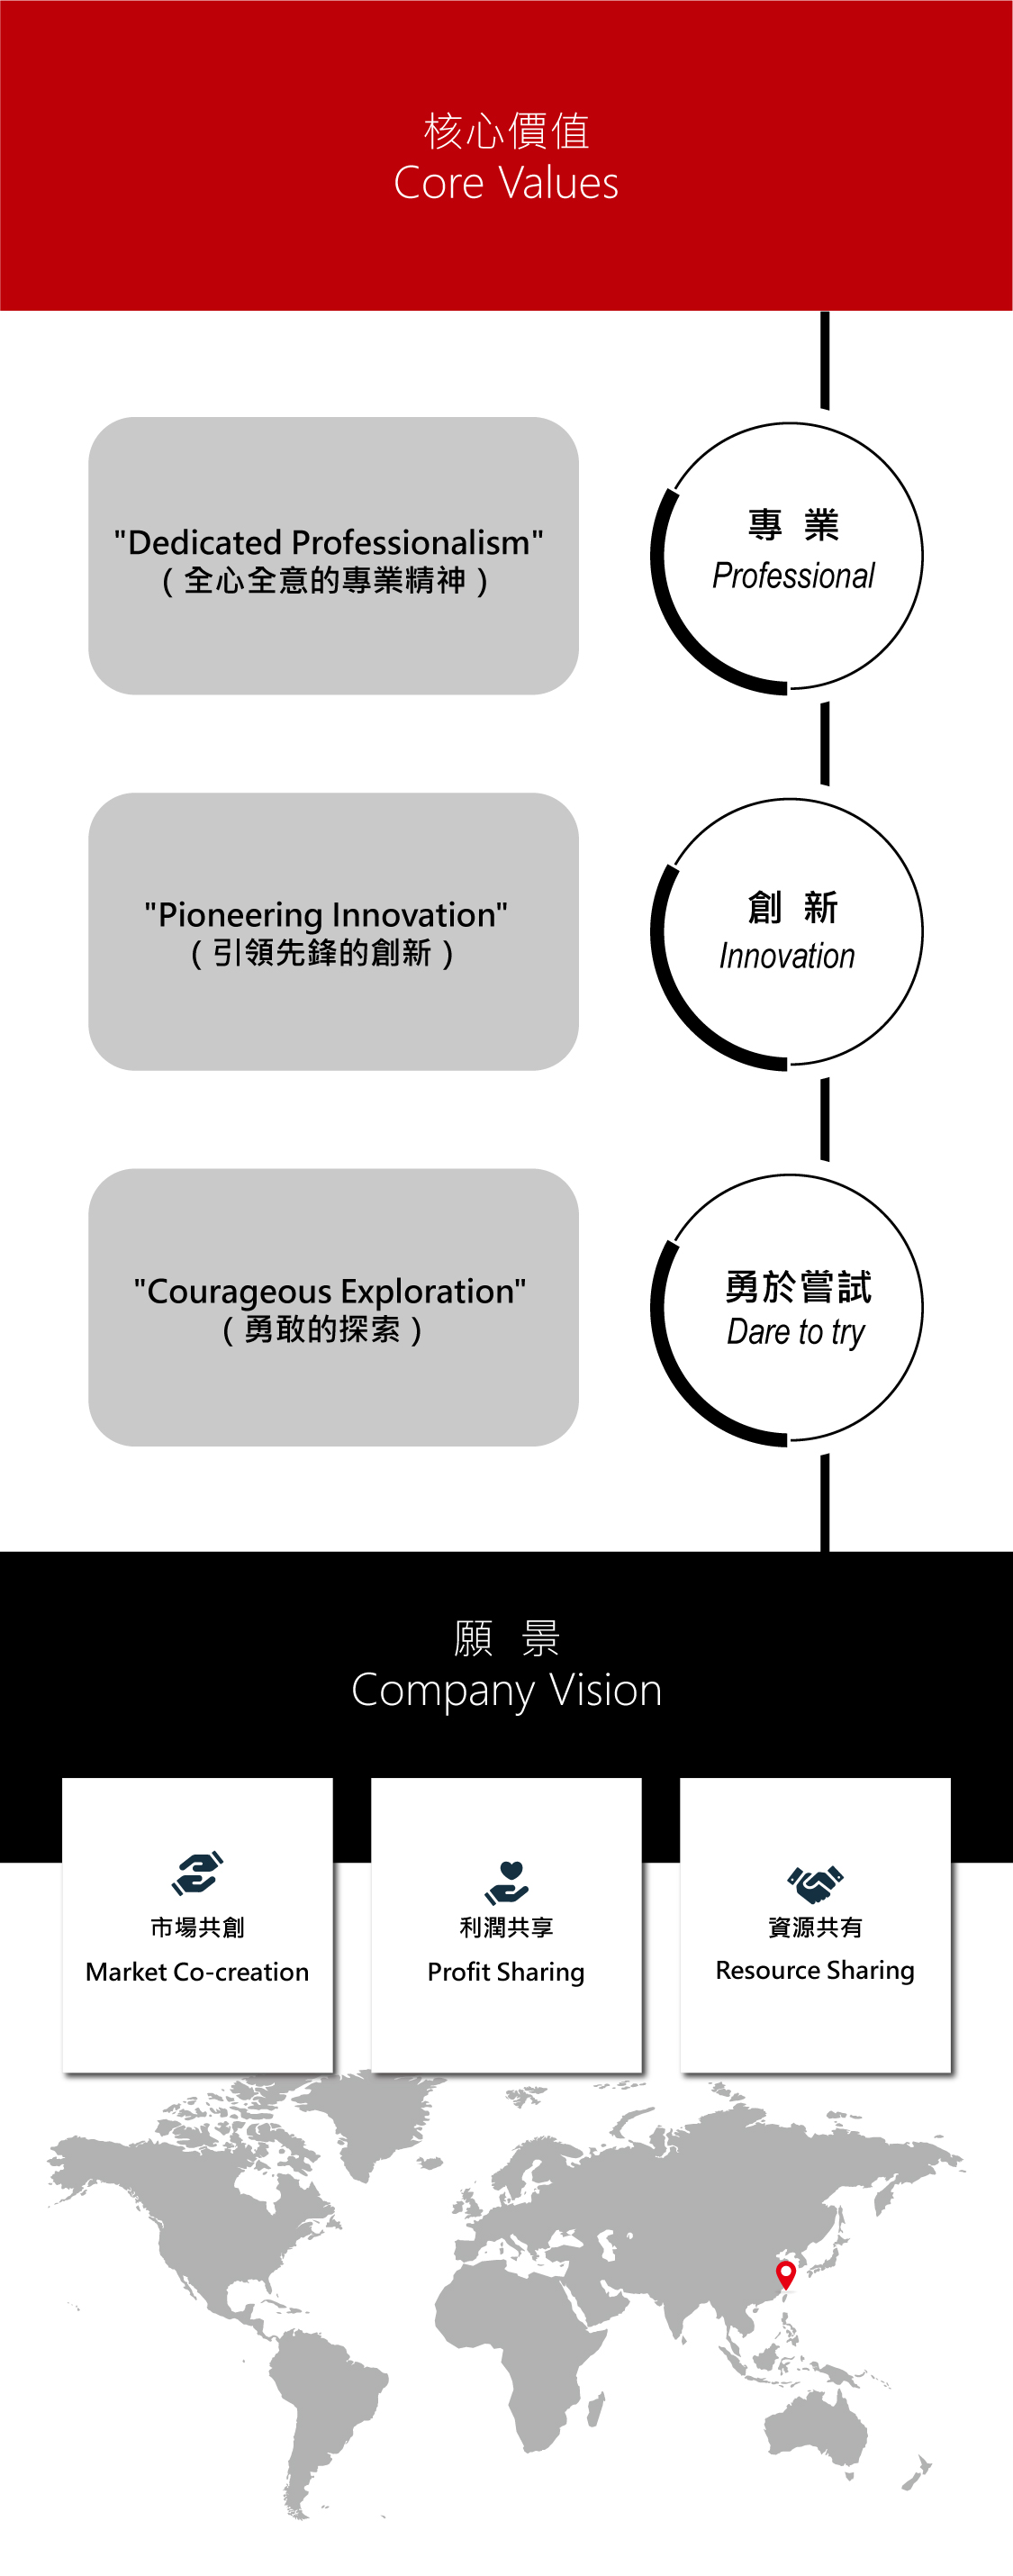 核心價值
Core Values
"Dedicated Professionalism"
（全心全意的專業精神）
專 業
Professional
"Pioneering Innovation"
（引領先鋒的創新）
創 新
Innovation
"Courageous Exploration"
（勇敢的探索）
勇於嘗試
Dare to try
願 景
Company Vision
市場共創
Market Co-creation
利潤共享
Profit Sharing
資源共有
Resource Sharing